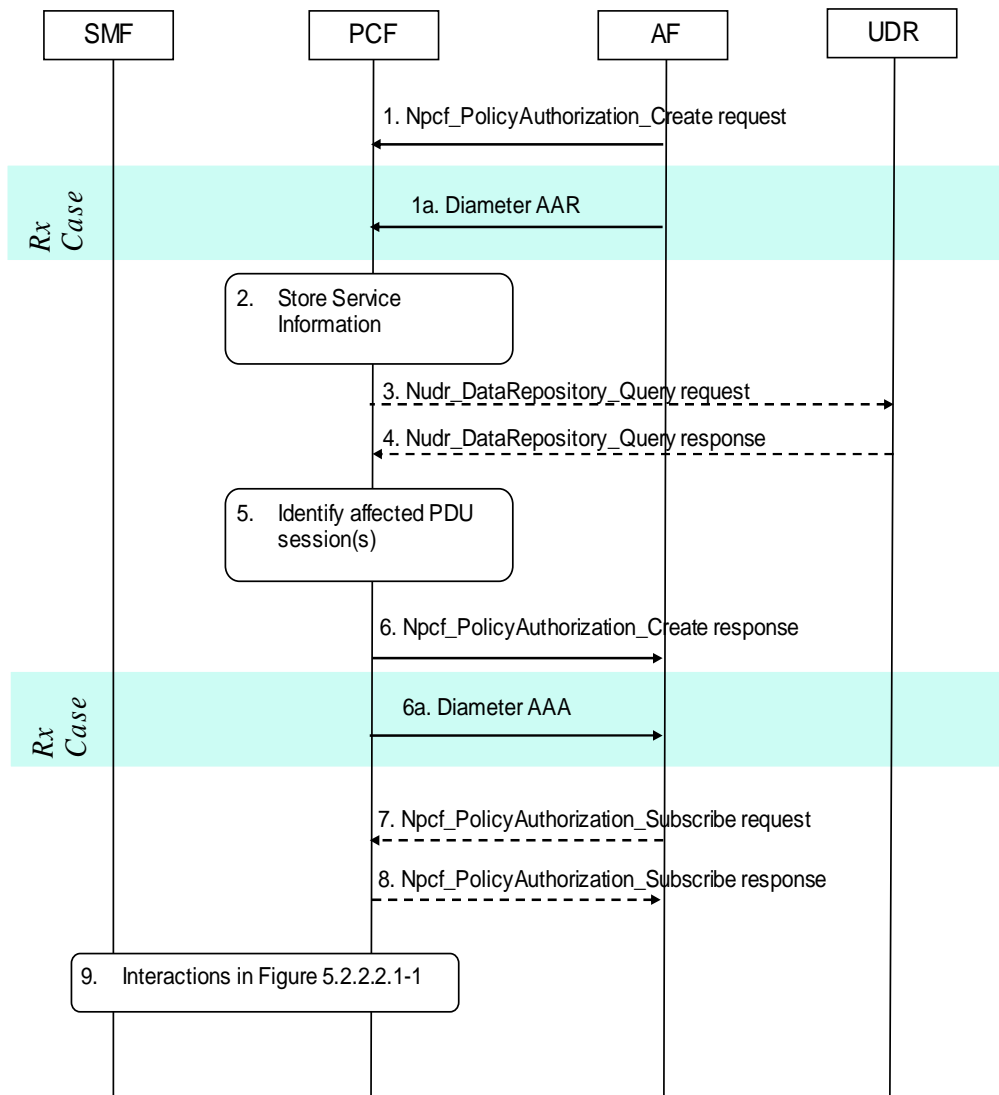 SMF PCF AF UDR
1. Npcf_PolicyAuthorization_Create request
Rx
Case
1a. Diameter AAR
2. Store Service
Information
3. Nudr_DataRepository_Query request
4. Nudr_DataRepository_Query response
5. Identify affected PDU
session(s)
6. Npcf_PolicyAuthorization_Create response
Rx
Case
6a. Diameter AAA
7. Npcf_PolicyAuthorization_Subscribe request
8. Npcf_PolicyAuthorization_Subscribe response
9. Interactions in Figure 5.2.2.2.1-1